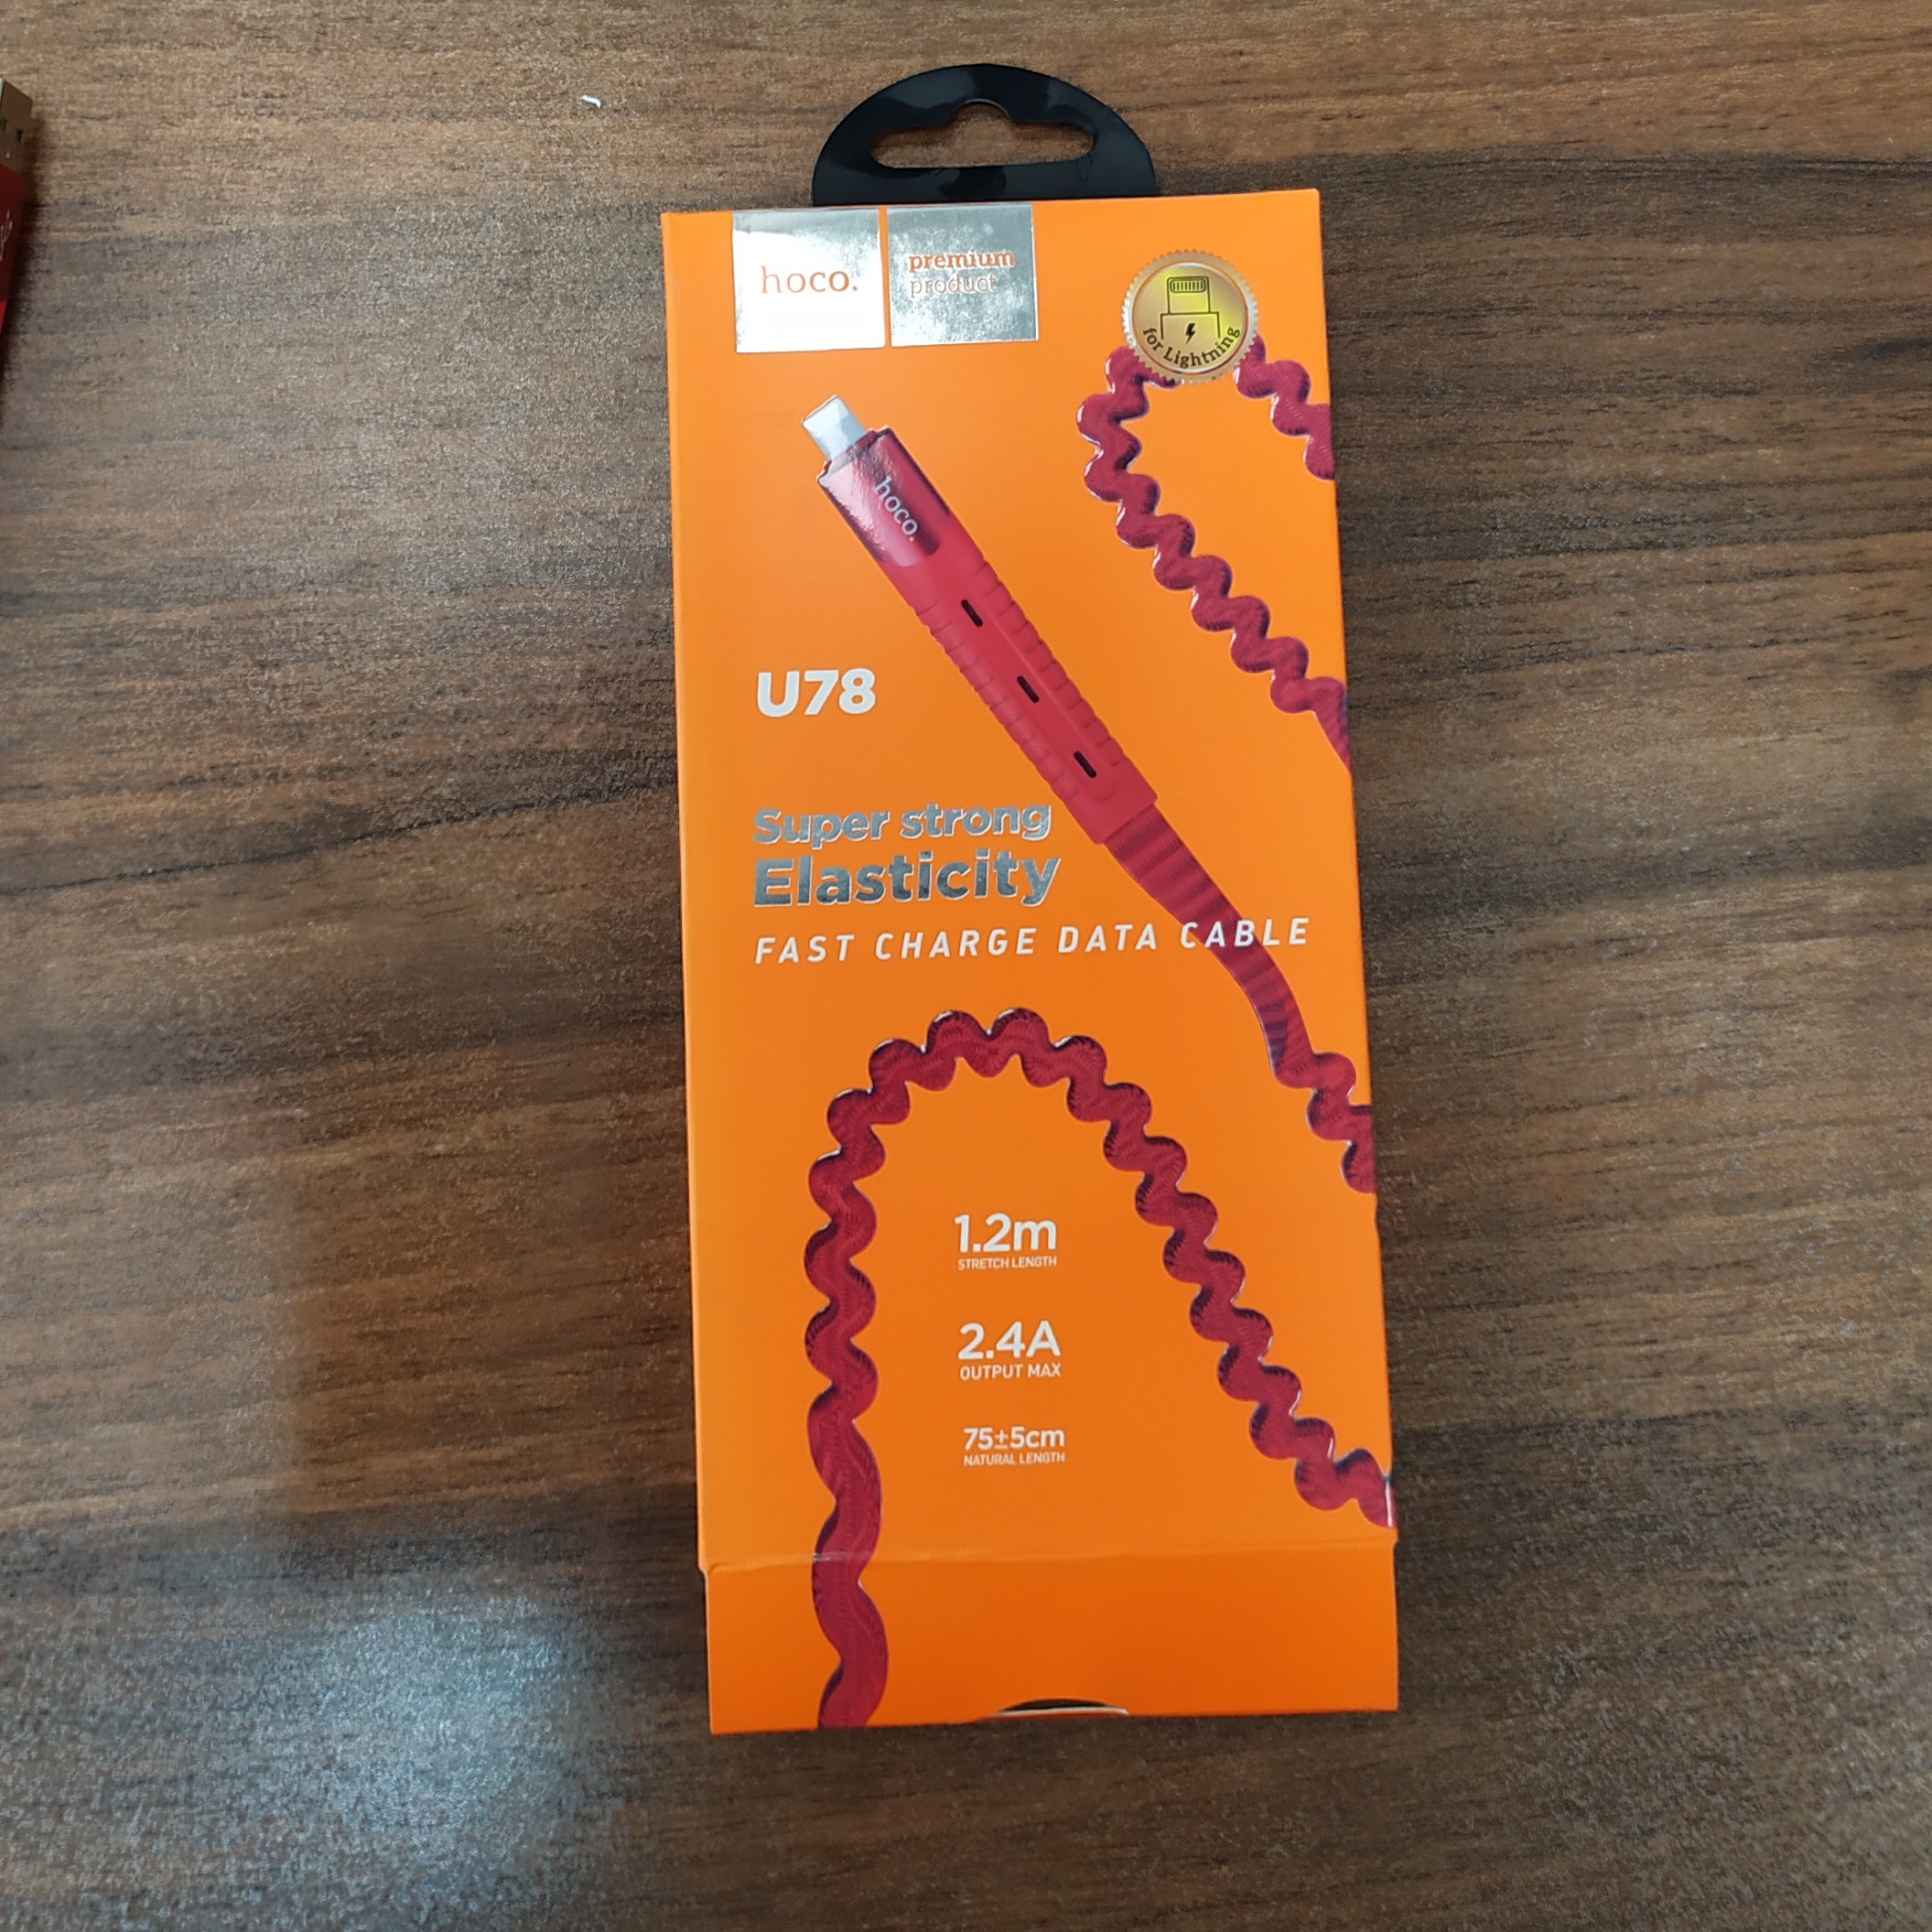 hoco.
premium
product
for Lightning
hoco.
U78
Super strong
Elasticity
FAST CHARGE DATA CABLE
1.2m
STRETCH LENGTH
2.4A
OUTPUT MAX
75±5cm
NATURAL LENGTH